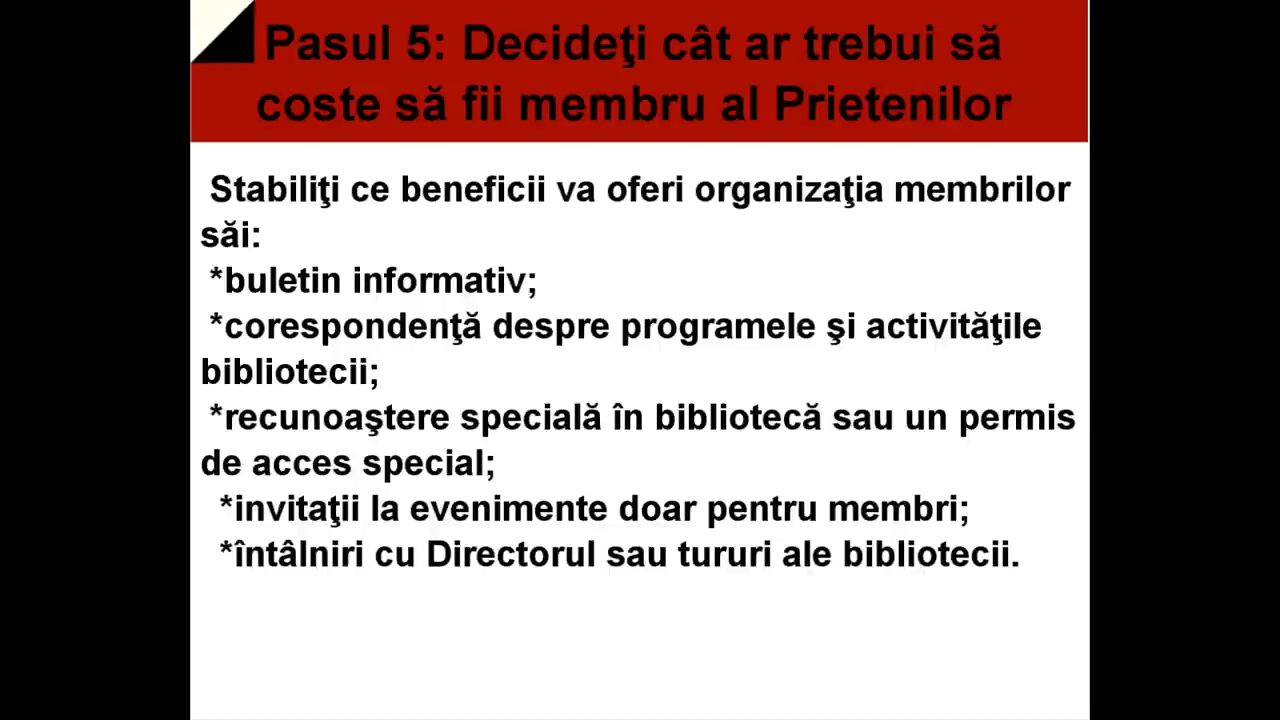 Pasul 5: Decideţi cât ar trebui să
coste să fii membru al Prietenilor
Stabiliţi ce beneficii va oferi organizaţia membrilor
săi:
*buletin informativ;
*corespondenţă despre programele şi activităţile
bibliotecii;
*recunoaştere specială în bibliotecă sau un permis
de acces special;
*invitaţii la evenimente doar pentru membri;
*întâlniri cu Directorul sau tururi ale bibliotecii.